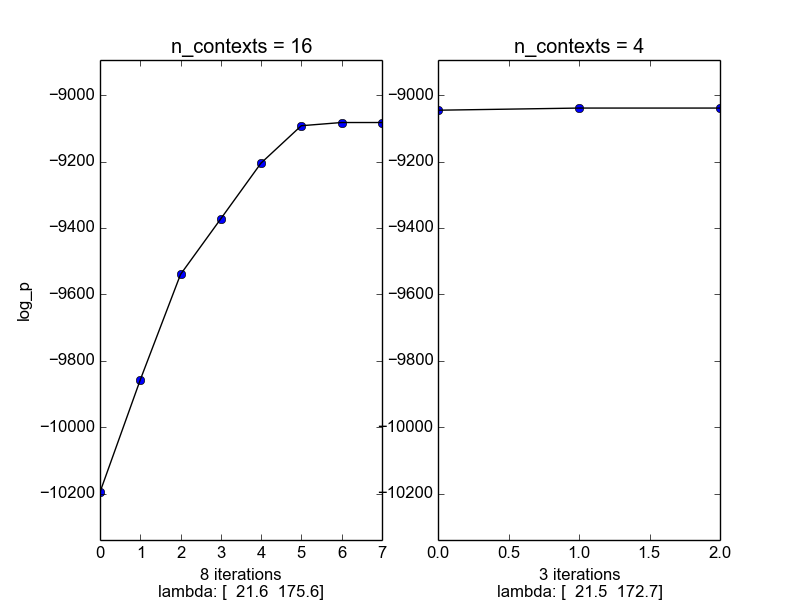 n_contexts = 16
−9000
−9200
−9400
−9600
−9800
−10000
−10200
log_p
0 1 2 3 4 5 6 7
8 iterations
lambda: [ 21.6 175.6]
n_contexts = 4
−9000
−9200
−9400
−9600
−9800
−10000
−10200
0.0 0.5 1.0 1.5 2.0
3 iterations
lambda: [ 21.5 172.7]